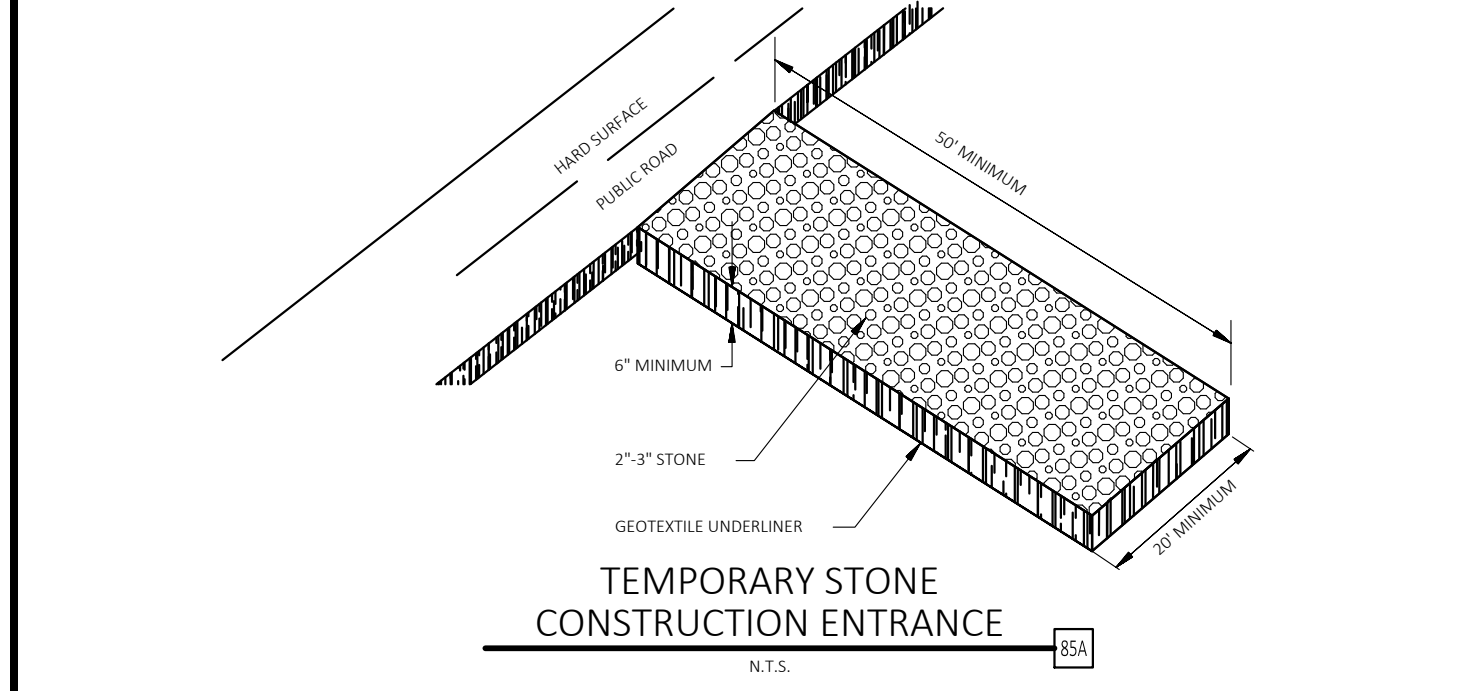 HARD SURFACE
PUBLIC ROAD
50' MINIMUM
6" MINIMUM
2"-3" STONE
GEOTEXTILE UNDERLINER
20' MINIMUM
TEMPORARY STONE
CONSTRUCTION ENTRANCE
85A
N.T.S.